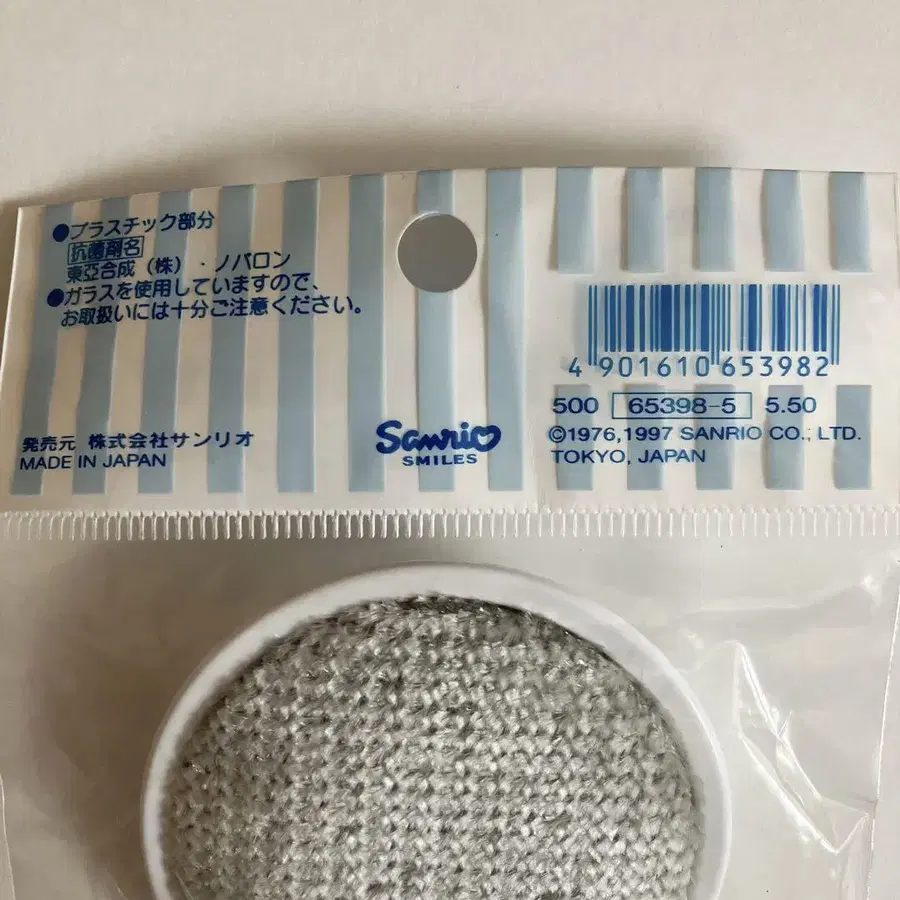 ●プラスチック部分
抗菌剤名
東亞合成(株)・ノバロン
●ガラスを使用していますので、
お取扱いには十分ご注意ください。
発売元 株式会社サンリオ
MADE IN JAPAN
Sanrio
SMILES
4 901610 653982
500 65398-5 5.50
©1976,1997 SANRIO CO., LTD.
TOKYO, JAPAN